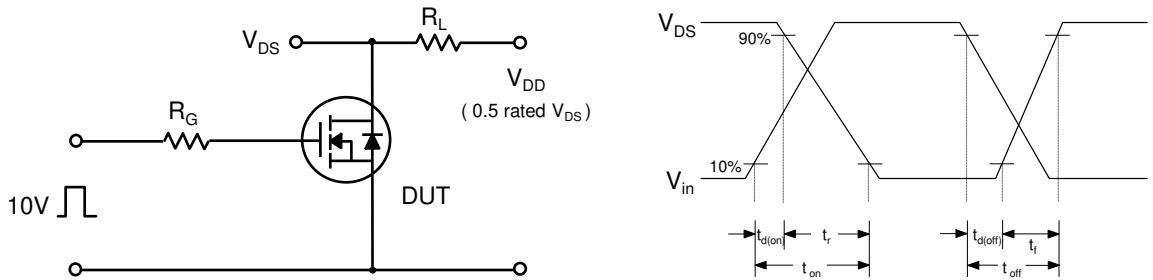 R_L
V_DS
V_DD
( 0.5 rated V_DS )
R_G
10V
DUT
V_DS
90%
10%
V_in
t_d(on)
t_r
t_on
t_d(off)
t_f
t_off